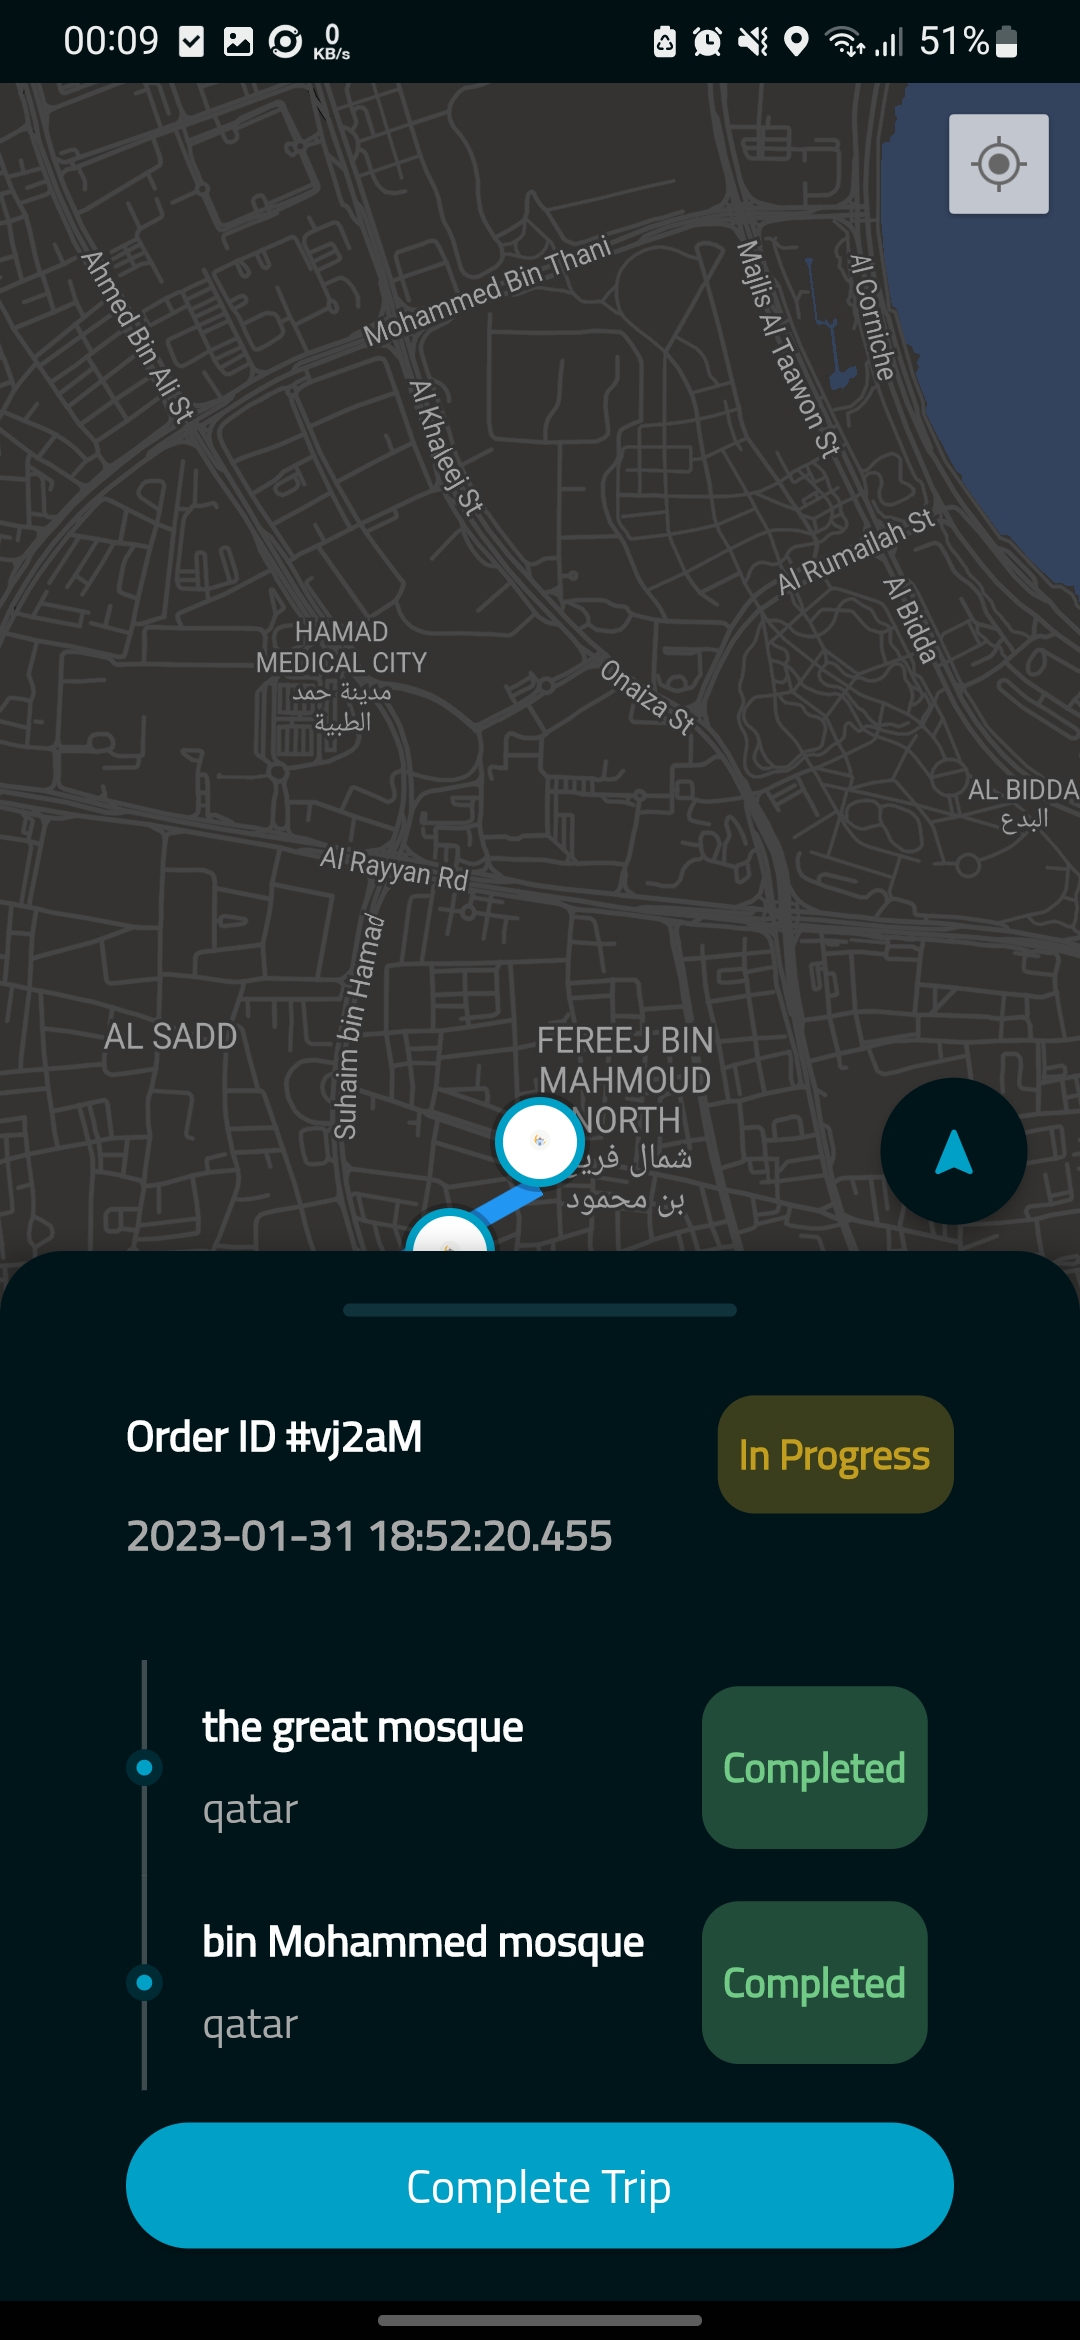 00:09
0
KB/s
51%
Mohammed Bin Thani
Ahmed Bin Ali St
Majlis Al Taawon St
Al Corniche
Al Khaleej St
Al Rumailah St
Al Bidda
HAMAD
MEDICAL CITY
مدينة حمد
الطبية
Onaiza St
AL BIDDA
البدع
Al Rayyan Rd
Suhaim bin Hamad
AL SADD
FEREEJ BIN
MAHMOUD
NORTH
شمال فريج
بن محمود
Order ID #vj2aM
In Progress
2023-01-31 18:52:20.455
the great mosque
Completed
qatar
bin Mohammed mosque
Completed
qatar
Complete Trip